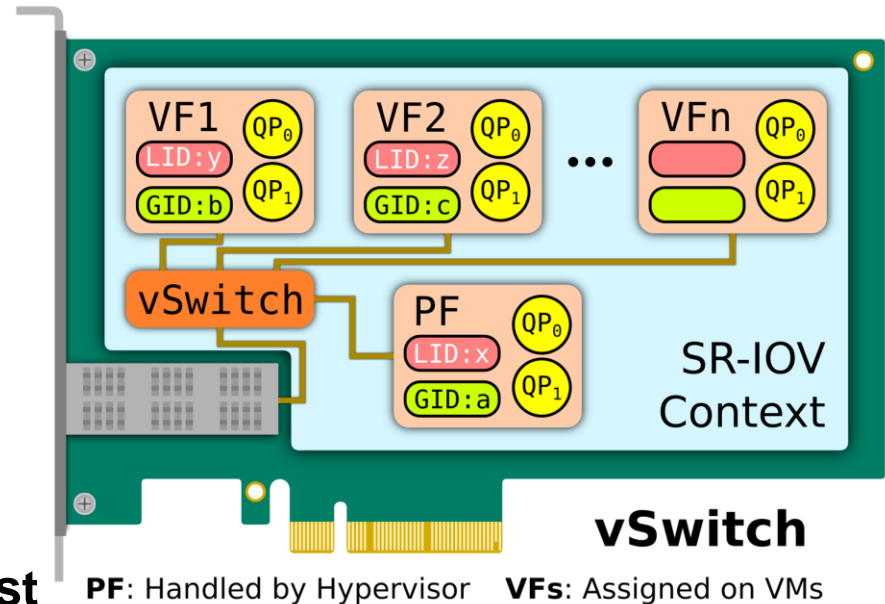 VF1
QP₀
LID:y
GID:b
QP₁
VF2
QP₀
LID:z
GID:c
QP₁
...
VFn
QP₀
QP₁
vSwitch
PF
QP₀
LID:x
GID:a
QP₁
SR-IOV
Context
vSwitch
st
PF: Handled by Hypervisor VFs: Assigned on VMs